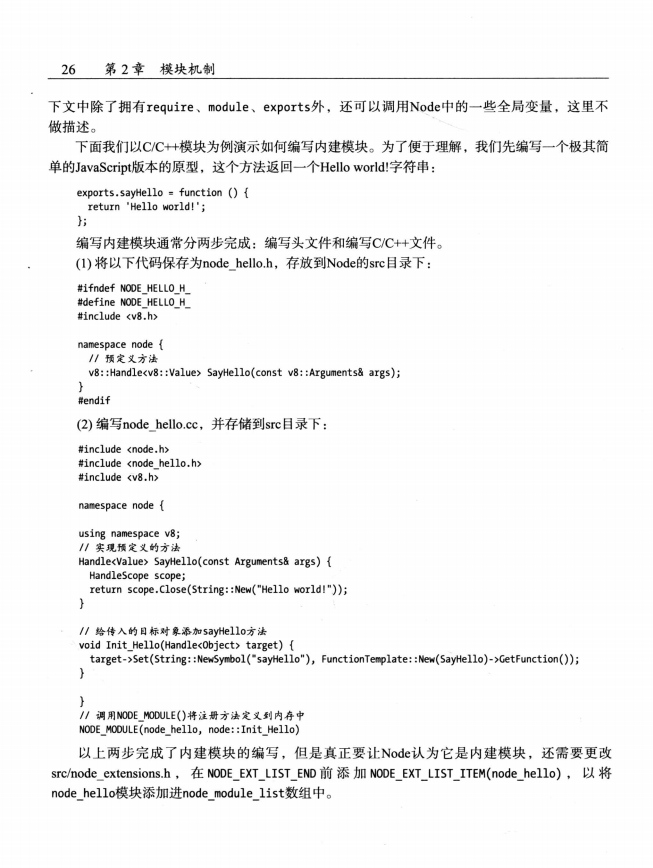 26 第2章 模块机制
下文中除了拥有require、module、exports外，还可以调用Node中的一些全局变量，这里不
做描述。
下面我们以C/C++模块为例演示如何编写内建模块。为了便于理解，我们先编写一个极其简
单的JavaScript版本的原型，这个方法返回一个Hello world!字符串：
exports.sayHello = function () {
return 'Hello world!';
};
编写内建模块通常分两步完成：编写头文件和编写C/C++文件。
(1) 将以下代码保存为node_hello.h，存放到Node的src目录下：
#ifndef NODE_HELLO_H_
#define NODE_HELLO_H_
#include <v8.h>
namespace node {
// 预定义方法
v8::Handle<v8::Value> SayHello(const v8::Arguments& args);
}
#endif
(2) 编写node_hello.cc，并存储到src目录下：
#include <node.h>
#include <node_hello.h>
#include <v8.h>
namespace node {
using namespace v8;
// 实现预定义的方法
Handle<Value> SayHello(const Arguments& args) {
HandleScope scope;
return scope.Close(String::New("Hello world!"));
}
// 给传入的目标对象添加sayHello方法
void Init_Hello(Handle<Object> target) {
target->Set(String::NewSymbol("sayHello"), FunctionTemplate::New(SayHello)->GetFunction());
}
}
// 调用NODE_MODULE()将注册方法定义到内存中
NODE_MODULE(node_hello, node::Init_Hello)
以上两步完成了内建模块的编写，但是真正要让Node认为它是内建模块，还需要更改
src/node_extensions.h，在NODE_EXT_LIST_END前添加NODE_EXT_LIST_ITEM(node_hello)，以将
node_hello模块添加进node_module_list数组中。